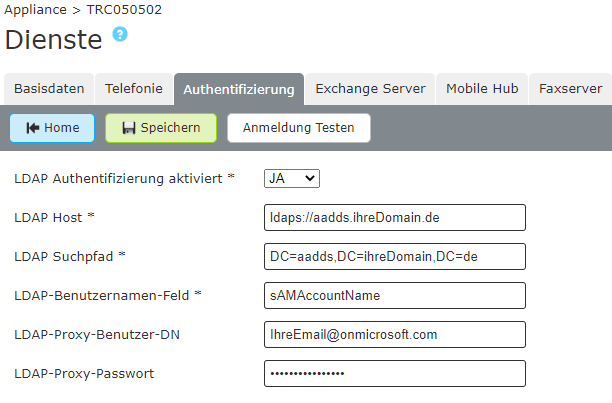 Appliance > TRC050502
Dienste ?
Basisdaten Telefonie Authentifizierung Exchange Server Mobile Hub Faxserver
Home Speichern Anmeldung Testen
LDAP Authentifizierung aktiviert * JA
LDAP Host * ldaps://aadds.ihreDomain.de
LDAP Suchpfad * DC=aadds,DC=ihreDomain,DC=de
LDAP-Benutzernamen-Feld * sAMAccountName
LDAP-Proxy-Benutzer-DN IhreEmail@onmicrosoft.com
LDAP-Proxy-Passwort ••••••••••••••••